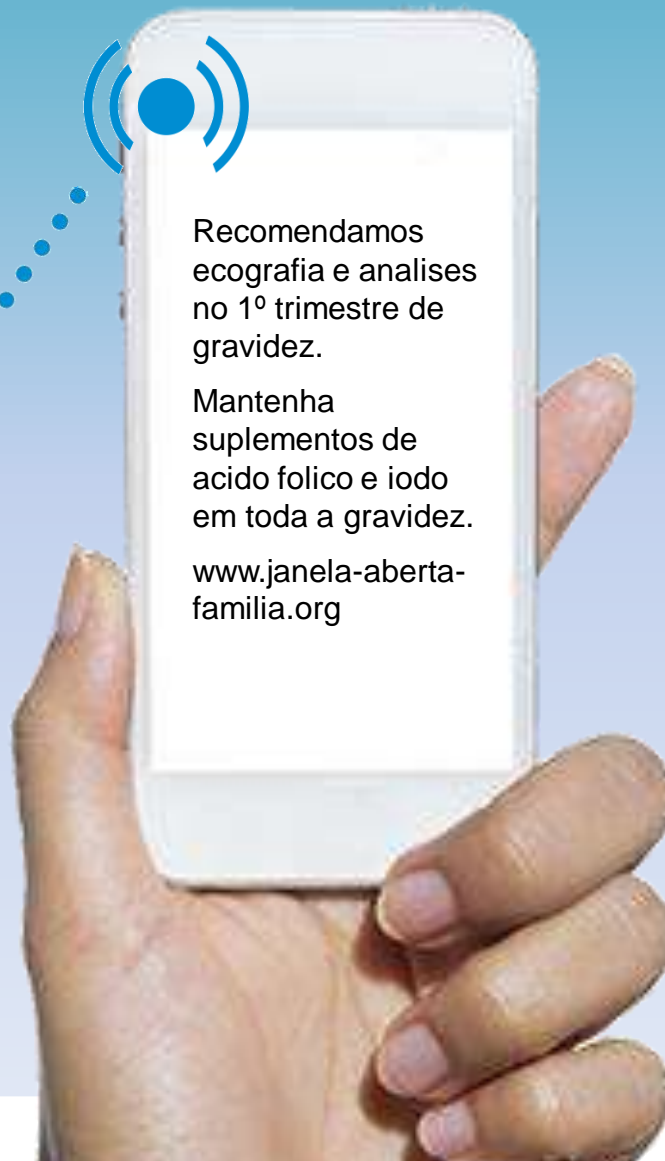 Recomendamos
ecografia e analises
no 1º trimestre de
gravidez.
Mantenha
suplementos de
acido folico e iodo
em toda a gravidez.
www.janela-aberta-
familia.org